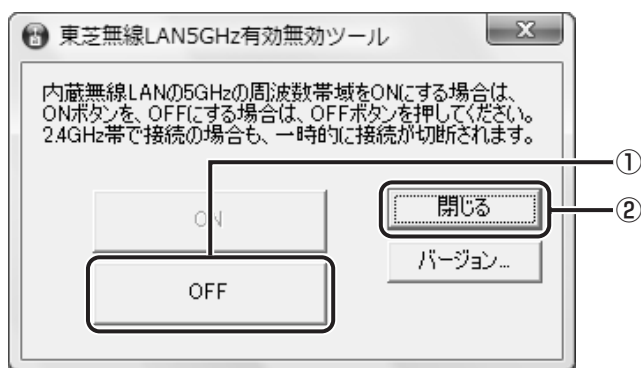 東芝無線LAN5GHz有効無効ツール
内蔵無線LANの5GHzの周波数帯域をONにする場合は、
ONボタンを、OFFにする場合は、OFFボタンを押してください。
2.4GHz帯で接続の場合も、一時的に接続が切断されます。
①
ON
閉じる
②
バージョン...
OFF